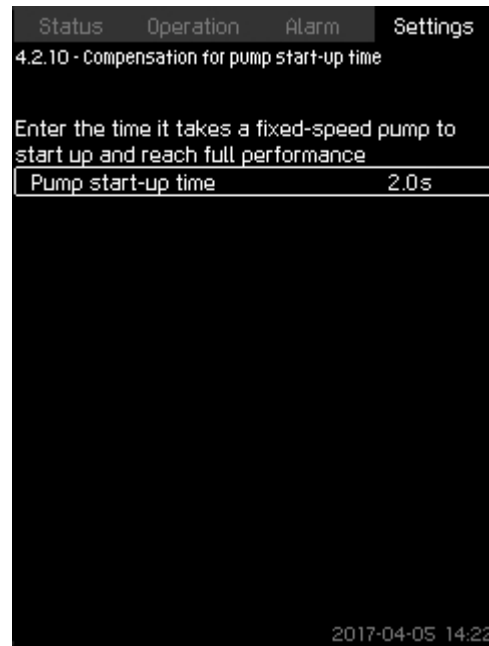 Status Operation Alarm Settings
4.2.10 - Compensation for pump start-up time
Enter the time it takes a fixed-speed pump to
start up and reach full performance
Pump start-up time 2.0s
2017-04-05 14:22